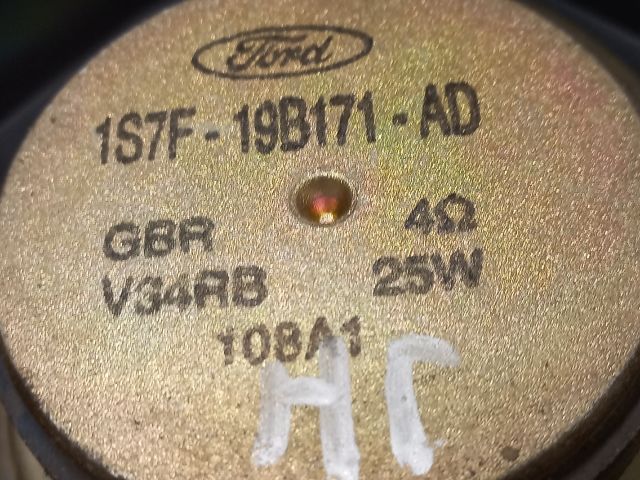 Ford
1S7F-19B171-AD
GBR 4Ω
V34RB 25W
108A1
НГ